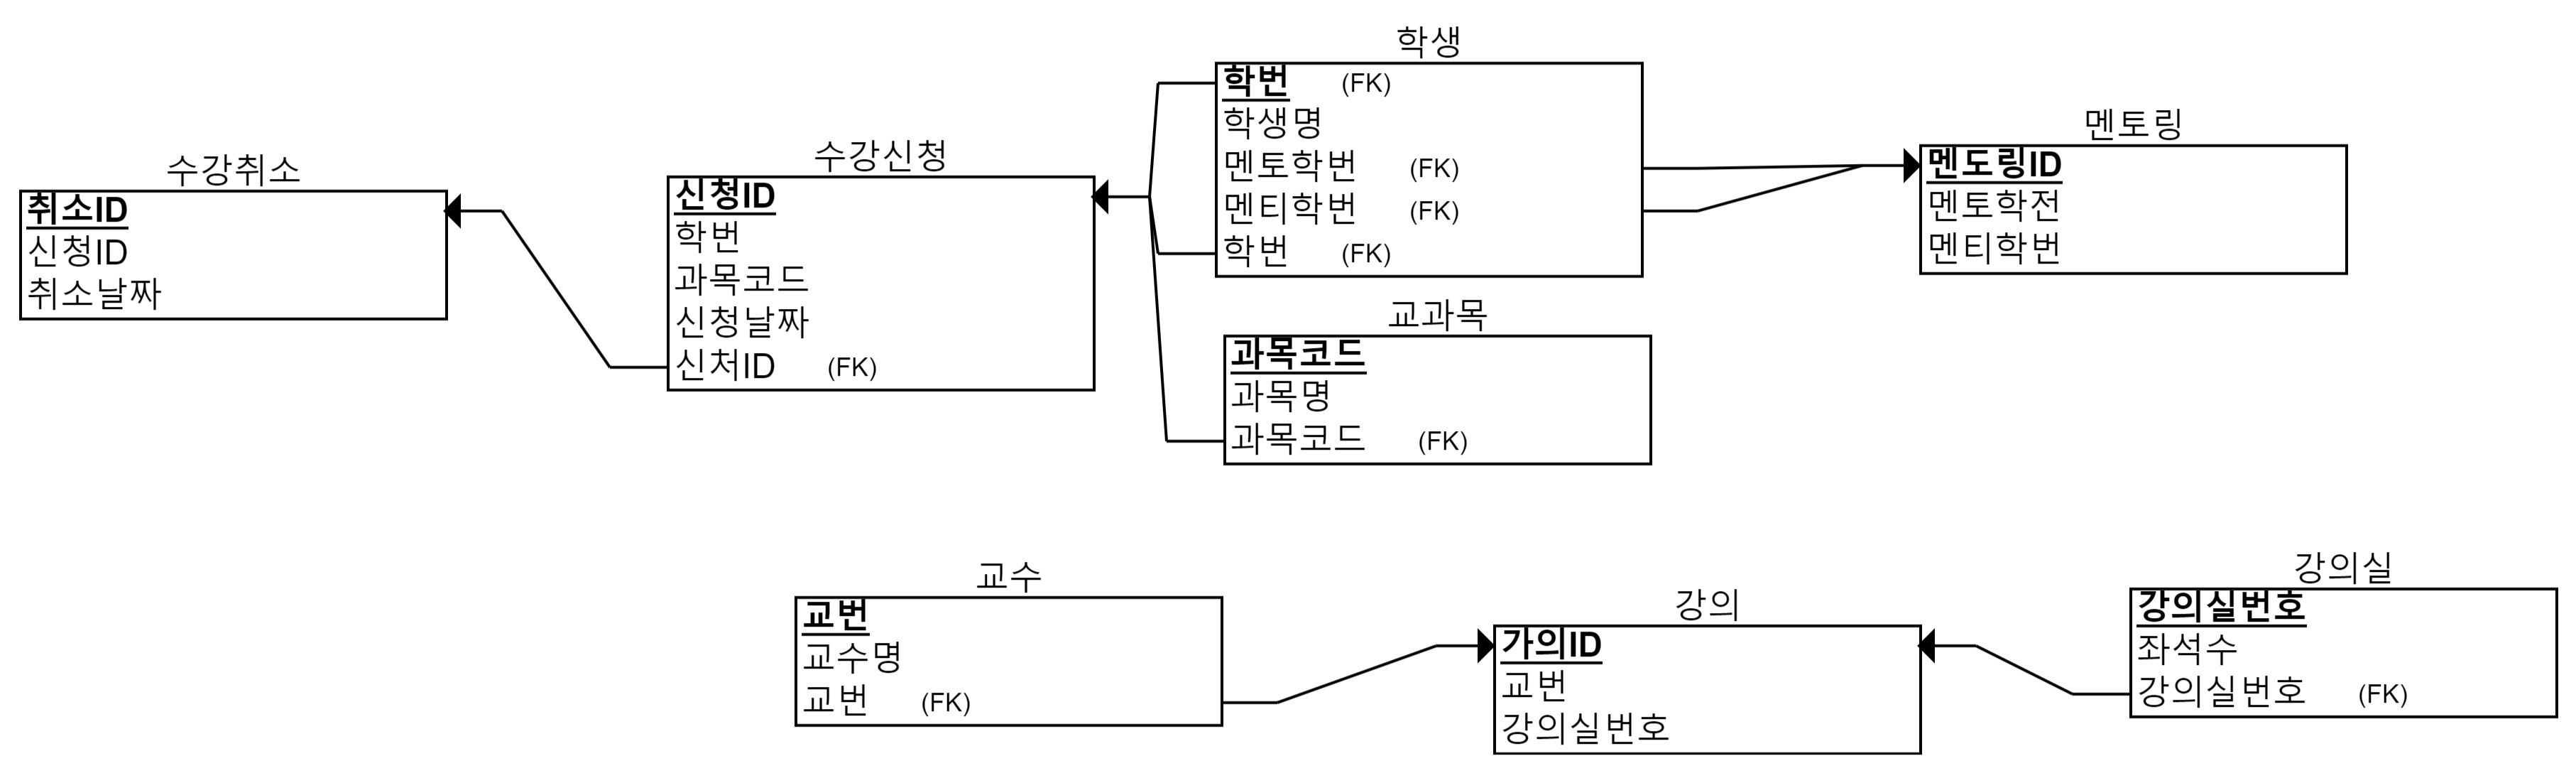 학생
학번 (FK)
학생명
멘토학번 (FK)
멘티학번 (FK)
학번 (FK)
멘토링
멘도링ID
멘토학전
멘티학번
수강신청
신청ID
학번
과목코드
신청날짜
신처ID (FK)
수강취소
취소ID
신청ID
취소날짜
교과목
과목코드
과목명
과목코드 (FK)
교수
교번
교수명
교번 (FK)
강의
가의ID
교번
강의실번호
강의실
강의실번호
좌석수
강의실번호 (FK)